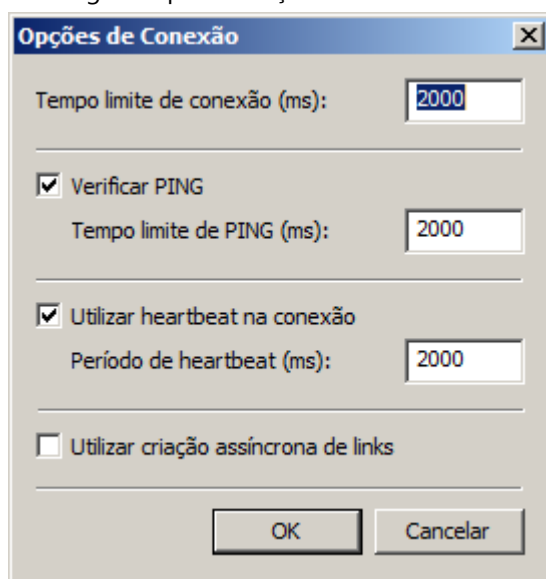 Opções de Conexão
Tempo limite de conexão (ms): 2000
Verificar PING
Tempo limite de PING (ms): 2000
Utilizar heartbeat na conexão
Período de heartbeat (ms): 2000
Utilizar criação assíncrona de links
OK Cancelar